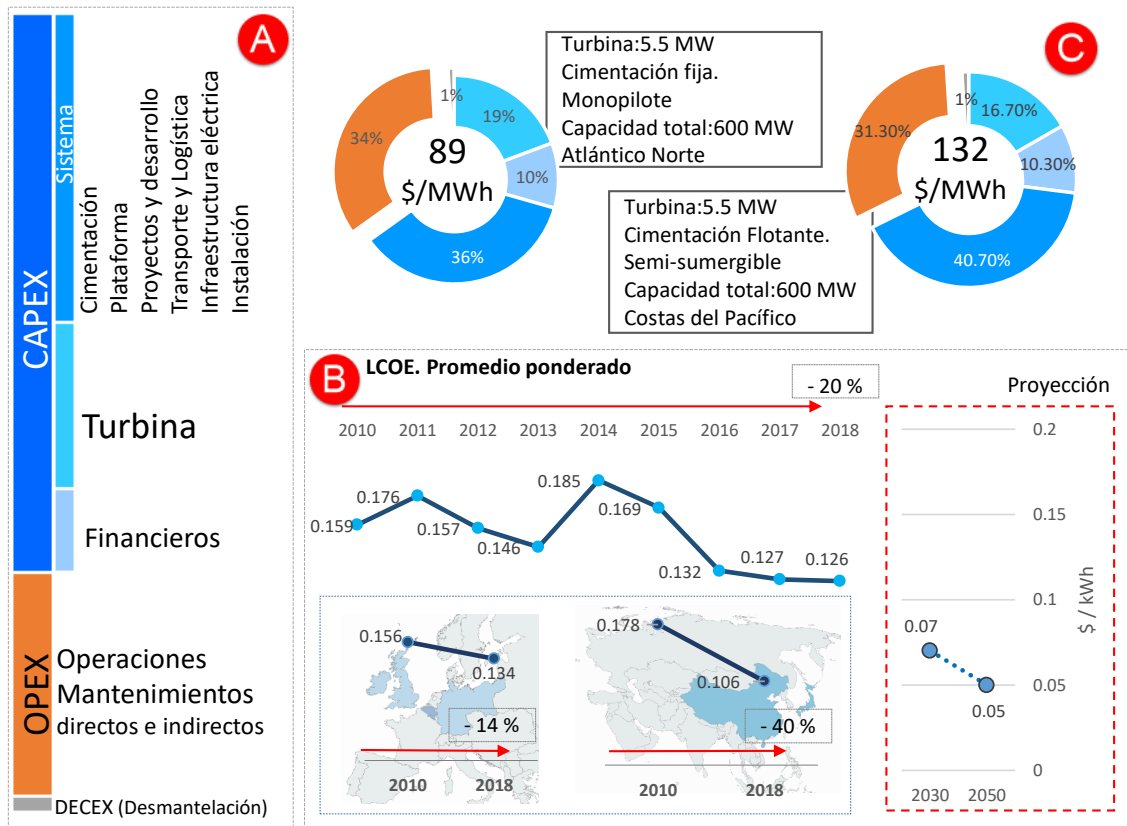 A
CAPEX
Sistema
Cimentación
Plataforma
Proyectos y desarrollo
Transporte y Logística
Infraestructura eléctrica
Instalación
Turbina
Financieros
OPEX
Operaciones
Mantenimientos
directos e indirectos
DECEX (Desmantelación)
1%
19%
34%
10%
36%
89
$/MWh
Turbina:5.5 MW
Cimentación fija.
Monopilote
Capacidad total:600 MW
Atlántico Norte
C
1%
16.70%
31.30%
10.30%
40.70%
132
$/MWh
Turbina:5.5 MW
Cimentación Flotante.
Semi-sumergible
Capacidad total:600 MW
Costas del Pacífico
B
LCOE. Promedio ponderado
- 20 %
2010 2011 2012 2013 2014 2015 2016 2017 2018
0.159
0.176
0.157
0.146
0.185
0.169
0.132
0.127
0.126
0.156
0.134
- 14 %
2010 2018
0.178
0.106
- 40 %
2010 2018
Proyección
0.2
0.15
0.1
0.05
0
$ / kWh
0.07
0.05
2030 2050